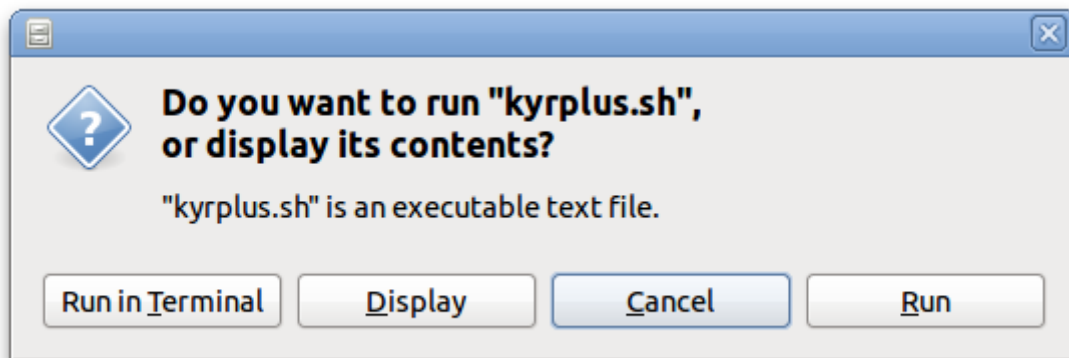 Do you want to run "kyrplus.sh",
or display its contents?
"kyrplus.sh" is an executable text file.
Run in Terminal Display Cancel Run